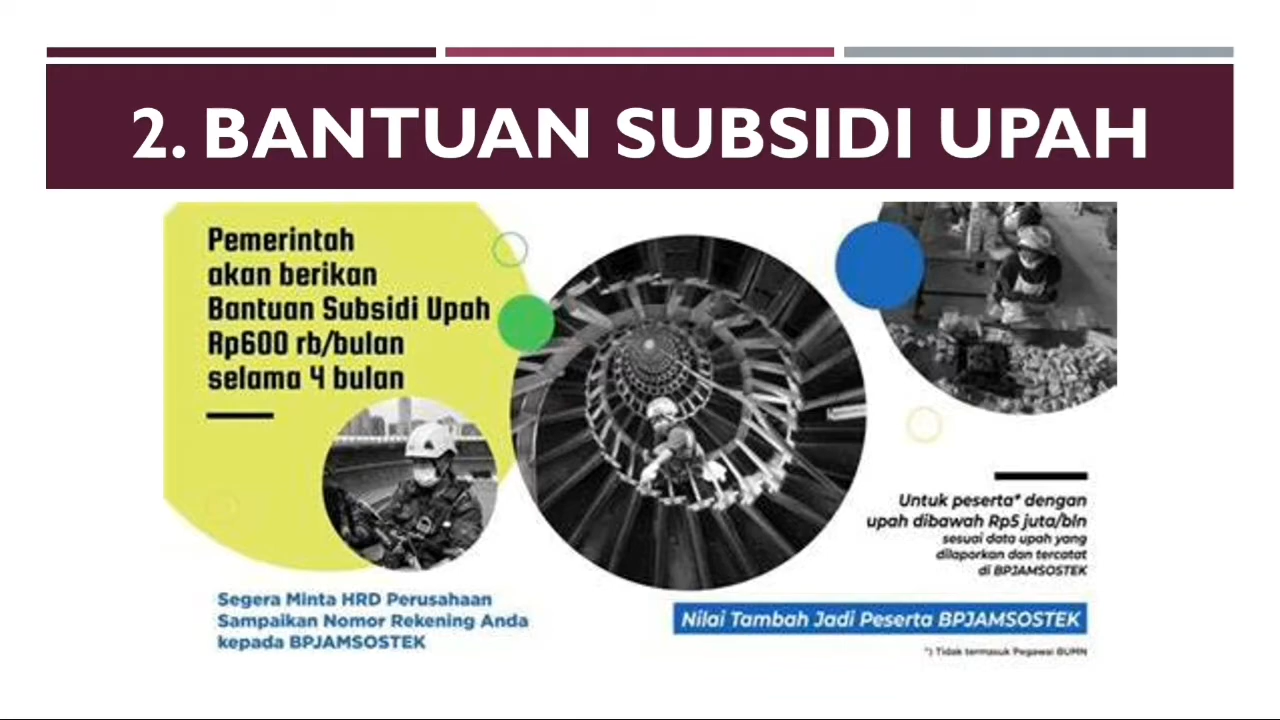 2. BANTUAN SUBSIDI UPAH
Pemerintah
akan berikan
Bantuan Subsidi Upah
Rp600 rb/bulan
selama 4 bulan
Untuk peserta* dengan
upah dibawah Rp5 juta/bln
sesuai data upah yang
dilaporkan dan tercatat
di BPJAMSOSTEK
Segera Minta HRD Perusahaan
Sampaikan Nomor Rekening Anda
kepada BPJAMSOSTEK
Nilai Tambah Jadi Peserta BPJAMSOSTEK
*) Tidak termasuk Pegawai BUMN